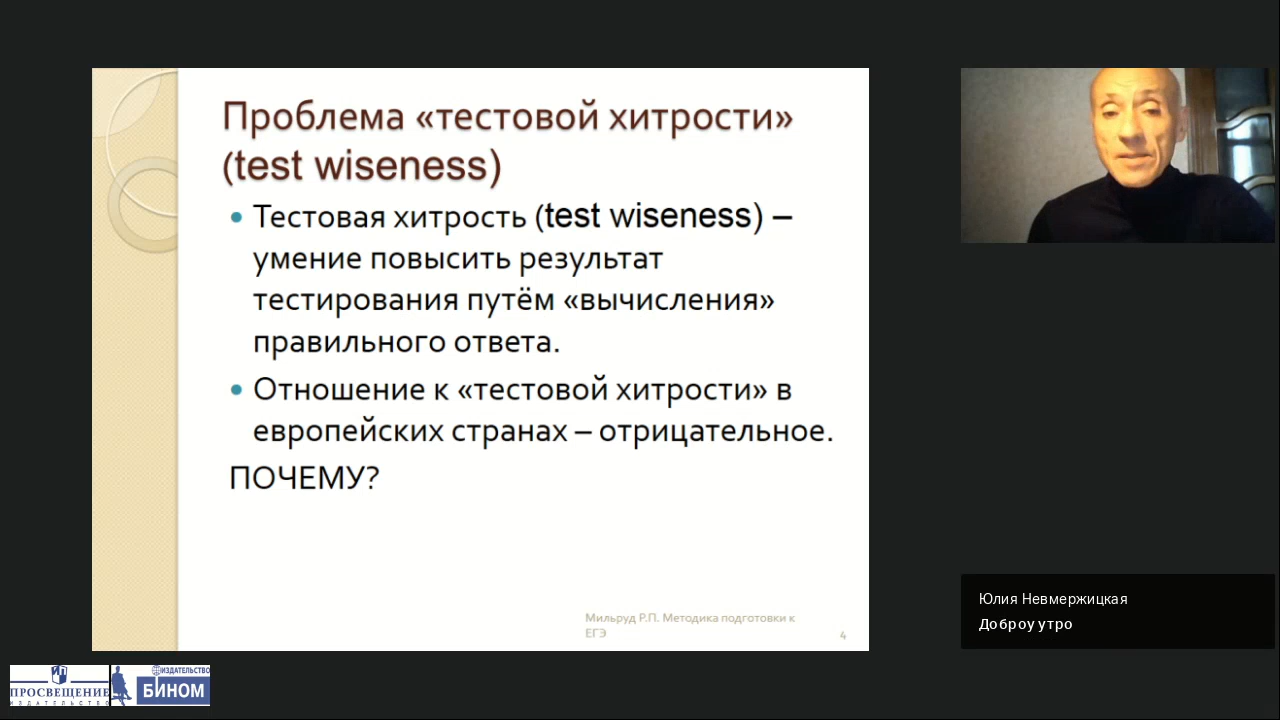 Проблема «тестовой хитрости»
(test wiseness)
Тестовая хитрость (test wiseness) –
умение повысить результат
тестирования путём «вычисления»
правильного ответа.
Отношение к «тестовой хитрости» в
европейских странах – отрицательное.
ПОЧЕМУ?
Мильруд Р.П. Методика подготовки к
ЕГЭ
4
Юлия Невмержицкая
Доброу утро
ПРОСВЕЩЕНИЕ
ИЗДАТЕЛЬСТВО
ИЗДАТЕЛЬСТВО
БИНОМ